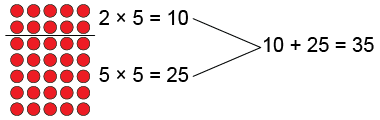 2 × 5 = 10
10 + 25 = 35
5 × 5 = 25